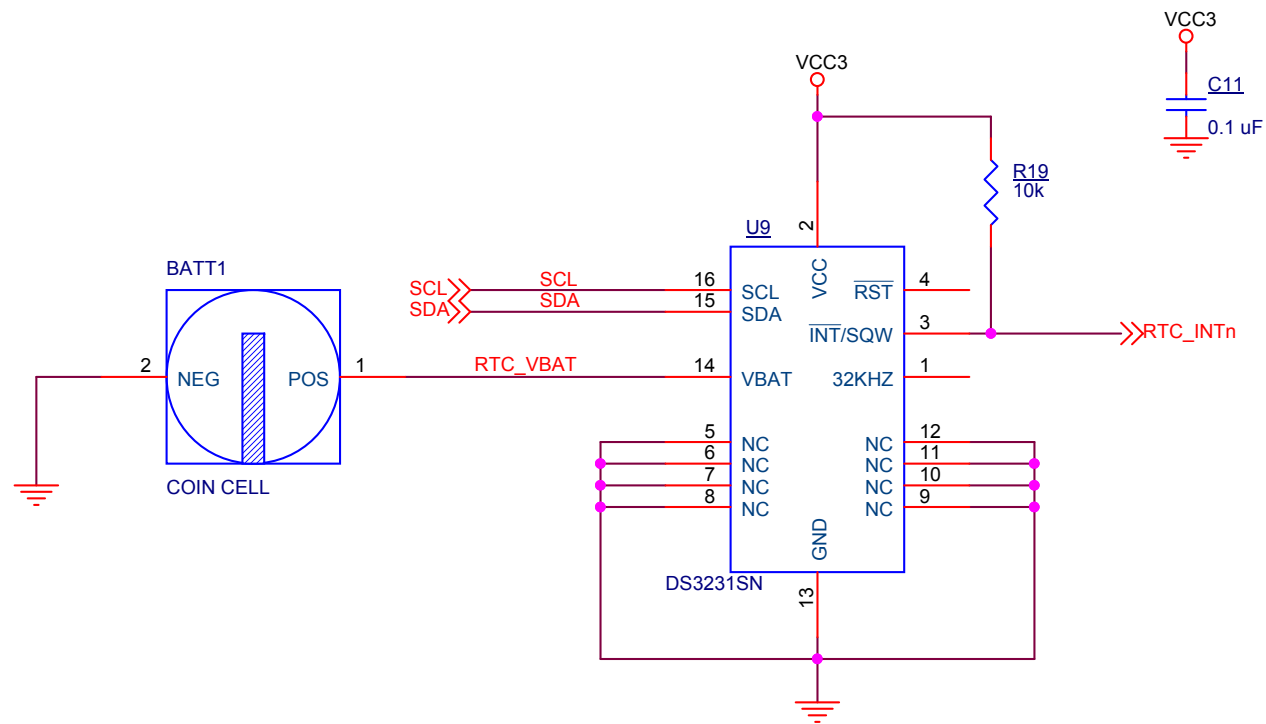 VCC3
C11
0.1 uF
VCC3
R19
10k
U9
2
VCC
BATT1
COIN CELL
2
NEG
POS
1
SCL
SDA
SCL
SDA
16
SCL
15
SDA
RTC_VBAT
14
VBAT
RST
4
INT/SQW
3
RTC_INTn
32KHZ
1
5
NC
6
NC
7
NC
8
NC
NC
12
NC
11
NC
10
NC
9
GND
13
DS3231SN